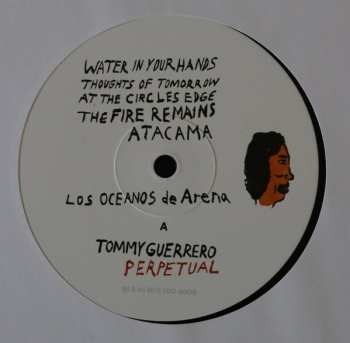 WATER IN YOUR HANDS
THOUGHTS OF TOMORROW
AT THE CIRCLES EDGE
THE FIRE REMAINS
ATACAMA
LOS OCEANOS de Arena
A
TOMMY GUERRERO
PERPETUAL